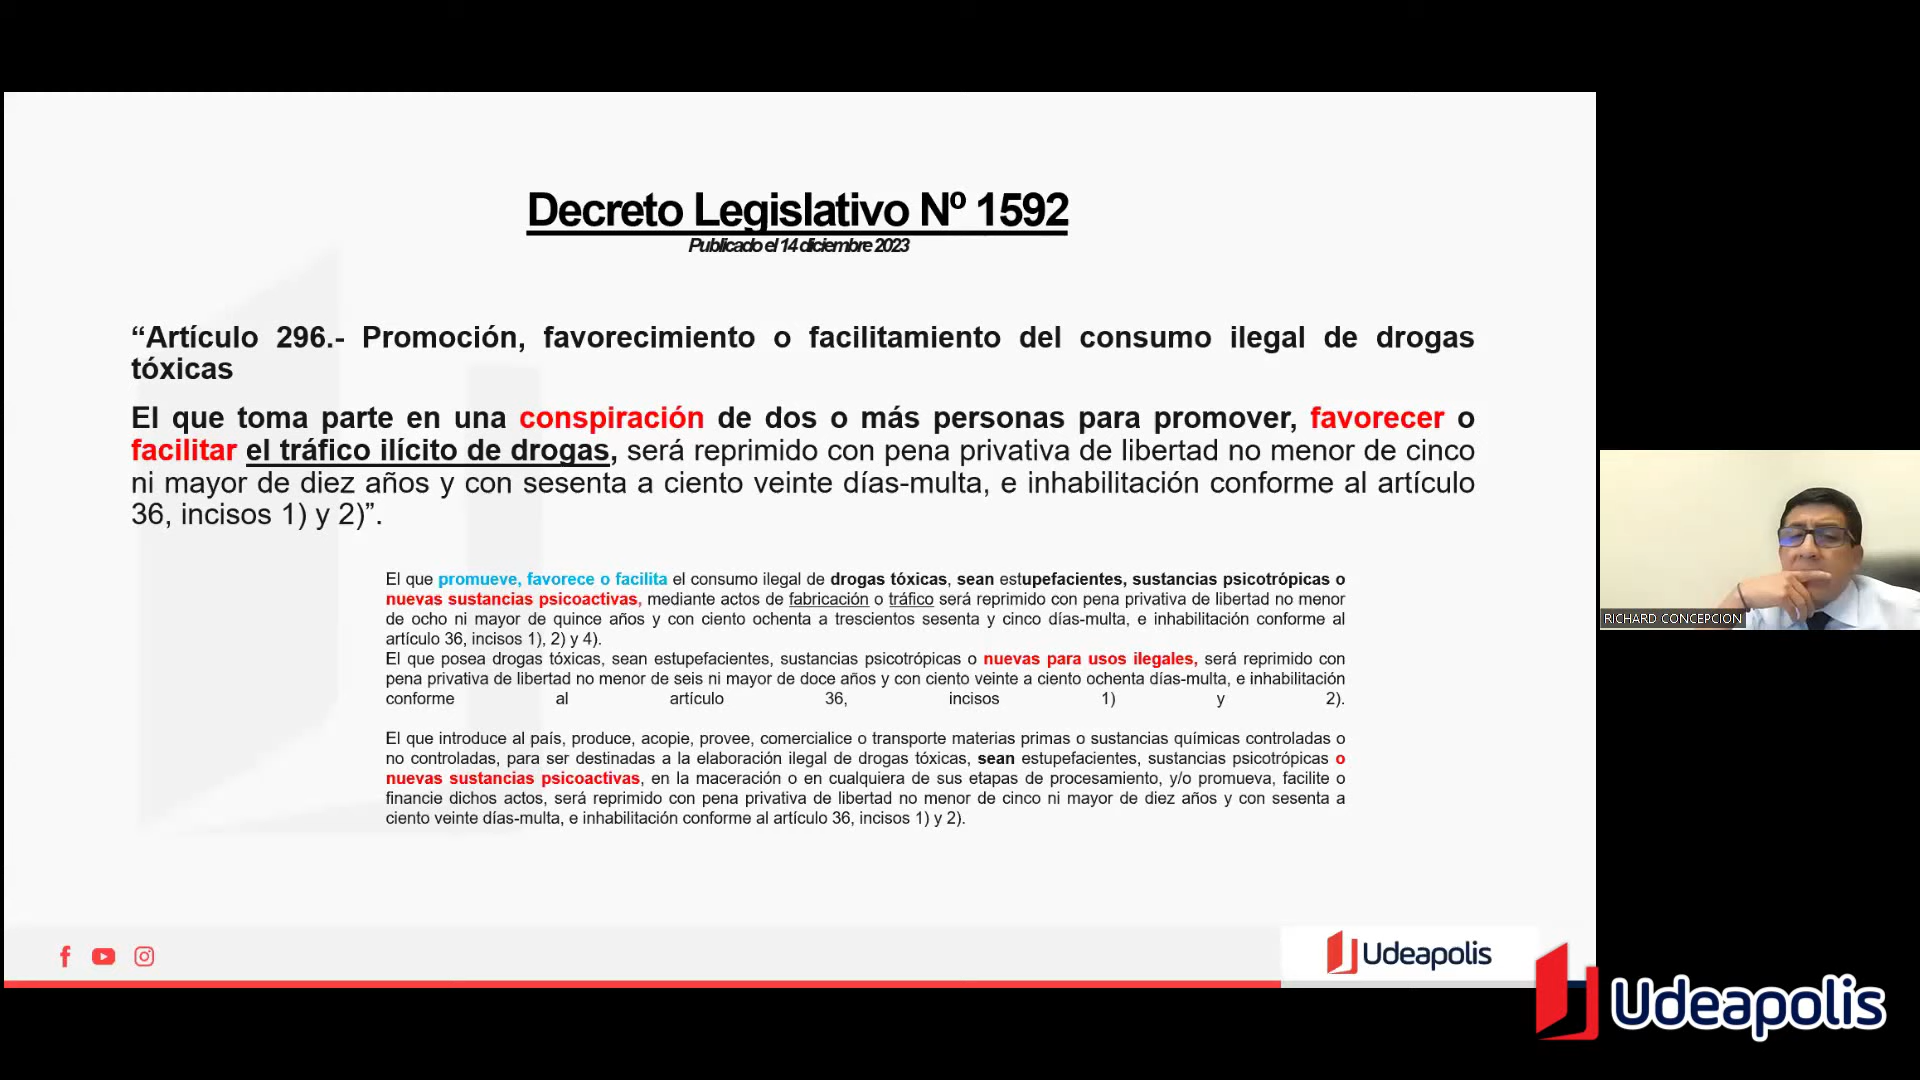 Decreto Legislativo Nº 1592
Publicado el 14 diciembre 2023
“Artículo 296.- Promoción, favorecimiento o facilitamiento del consumo ilegal de drogas
tóxicas
El que toma parte en una conspiración de dos o más personas para promover, favorecer o
facilitar el tráfico ilícito de drogas, será reprimido con pena privativa de libertad no menor de cinco
ni mayor de diez años y con sesenta a ciento veinte días-multa, e inhabilitación conforme al artículo
36, incisos 1) y 2)”.
El que promueve, favorece o facilita el consumo ilegal de drogas tóxicas, sean estupefacientes, sustancias psicotrópicas o
nuevas sustancias psicoactivas, mediante actos de fabricación o tráfico será reprimido con pena privativa de libertad no menor
de ocho ni mayor de quince años y con ciento ochenta a trescientos sesenta y cinco días-multa, e inhabilitación conforme al
artículo 36, incisos 1), 2) y 4).
El que posea drogas tóxicas, sean estupefacientes, sustancias psicotrópicas o nuevas para usos ilegales, será reprimido con
pena privativa de libertad no menor de seis ni mayor de doce años y con ciento veinte a ciento ochenta días-multa, e inhabilitación
conforme al artículo 36, incisos 1) y 2).
El que introduce al país, produce, acopie, provee, comercialice o transporte materias primas o sustancias químicas controladas o
no controladas, para ser destinadas a la elaboración ilegal de drogas tóxicas, sean estupefacientes, sustancias psicotrópicas o
nuevas sustancias psicoactivas, en la maceración o en cualquiera de sus etapas de procesamiento, y/o promueva, facilite o
financie dichos actos, será reprimido con pena privativa de libertad no menor de cinco ni mayor de diez años y con sesenta a
ciento veinte días-multa, e inhabilitación conforme al artículo 36, incisos 1) y 2).
RICHARD CONCEPCION
Udeapolis
Udeapolis